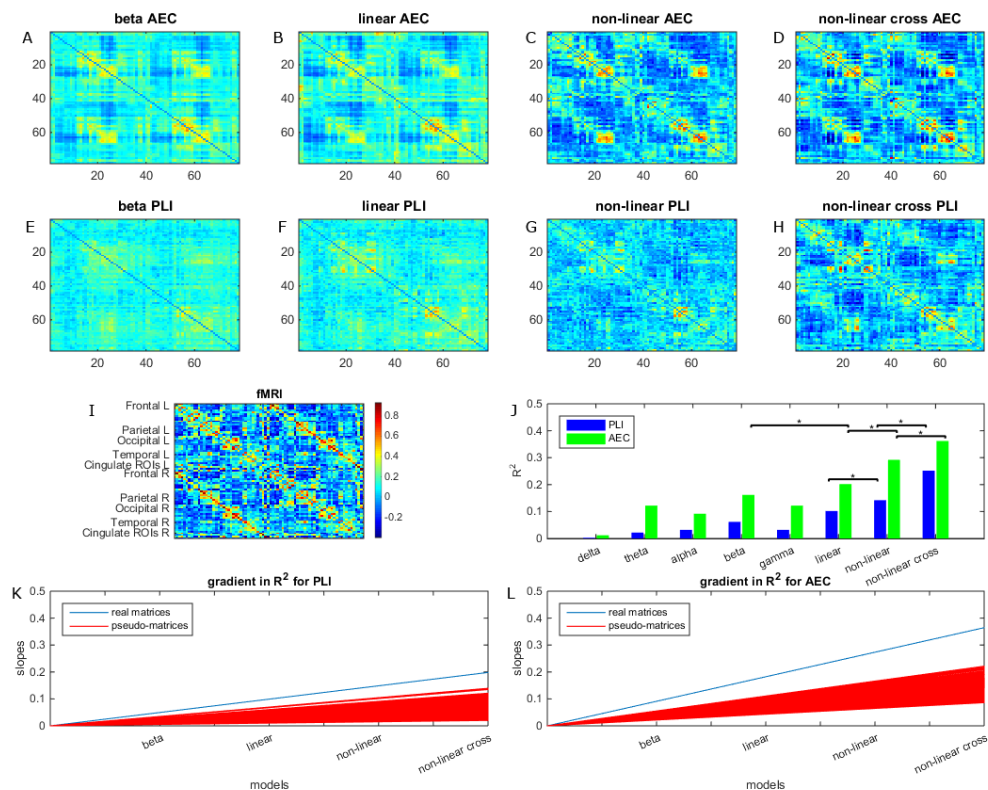 beta AEC
linear AEC
non-linear AEC
non-linear cross AEC
A
B
C
D
20
40
60
20
40
60
20
40
60
20
40
60
20
40
60
20
40
60
20
40
60
20
40
60
beta PLI
linear PLI
non-linear PLI
non-linear cross PLI
E
F
G
H
20
40
60
20
40
60
20
40
60
20
40
60
20
40
60
20
40
60
20
40
60
20
40
60
I
fMRI
Frontal L
Parietal L
Occipital L
Temporal L
Cingulate ROIs L
Frontal R
Parietal R
Occipital R
Temporal R
Cingulate ROIs R
0.8
0.6
0.4
0.2
0
-0.2
J
0.5
0.4
0.3
0.2
0.1
0
R²
PLI
AEC
*
*
*
*
*
delta
theta
alpha
beta
gamma
linear
non-linear
non-linear cross
K
gradient in R² for PLI
0.5
0.4
0.3
0.2
0.1
0
slopes
real matrices
pseudo-matrices
beta
linear
non-linear
non-linear cross
models
L
gradient in R² for AEC
0.5
0.4
0.3
0.2
0.1
0
slopes
real matrices
pseudo-matrices
beta
linear
non-linear
non-linear cross
models